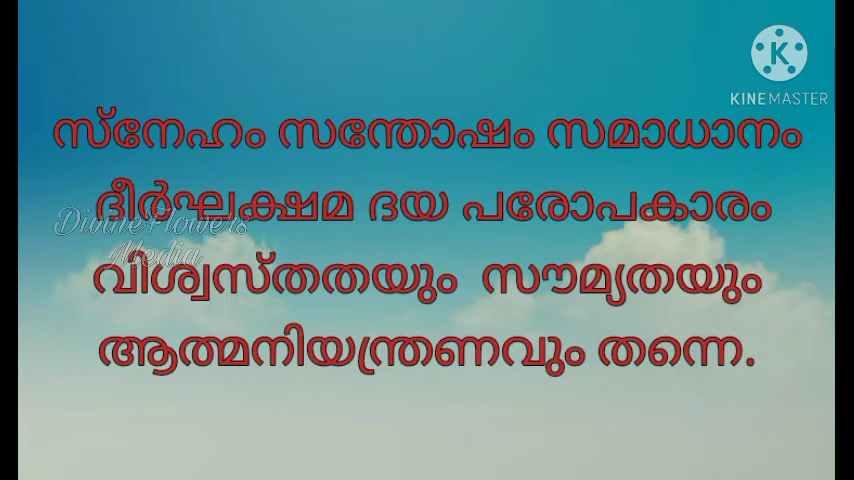 KINEMASTER
സ്നേഹം സന്തോഷം സമാധാനം
ദീർഘക്ഷമ ദയ പരോപകാരം
Divine Flowers
Media
വിശ്വസ്തതയും സൗമ്യതയും
ആത്മനിയന്ത്രണവും തന്നെ.